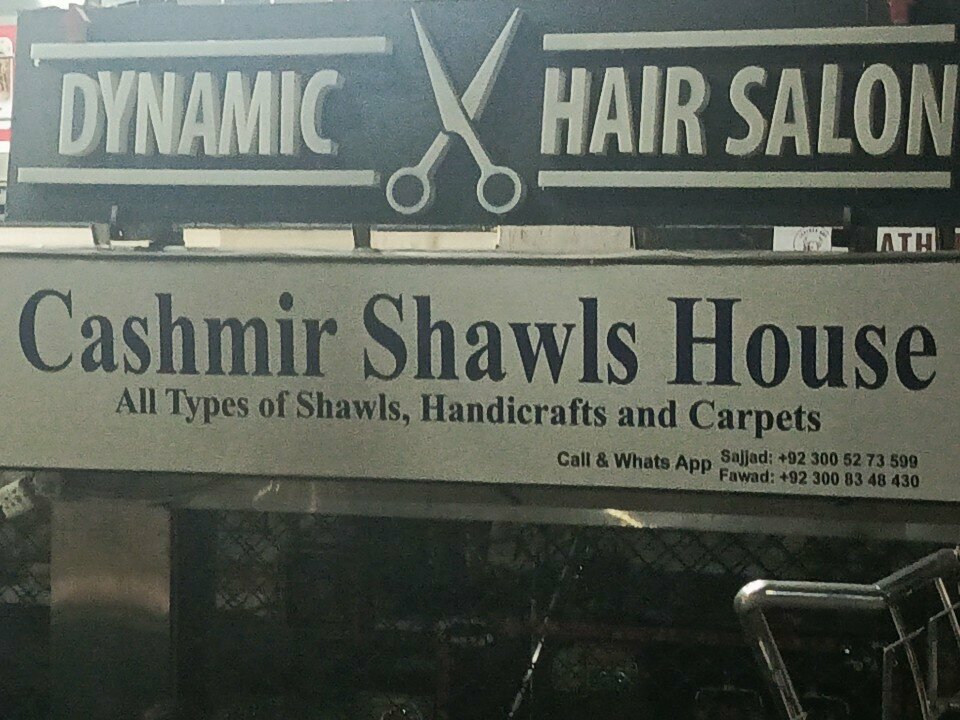 DYNAMIC HAIR SALON
ATH
Cashmir Shawls House
All Types of Shawls, Handicrafts and Carpets
Call & Whats App Sajjad: +92 300 52 73 599
Fawad: +92 300 83 48 430